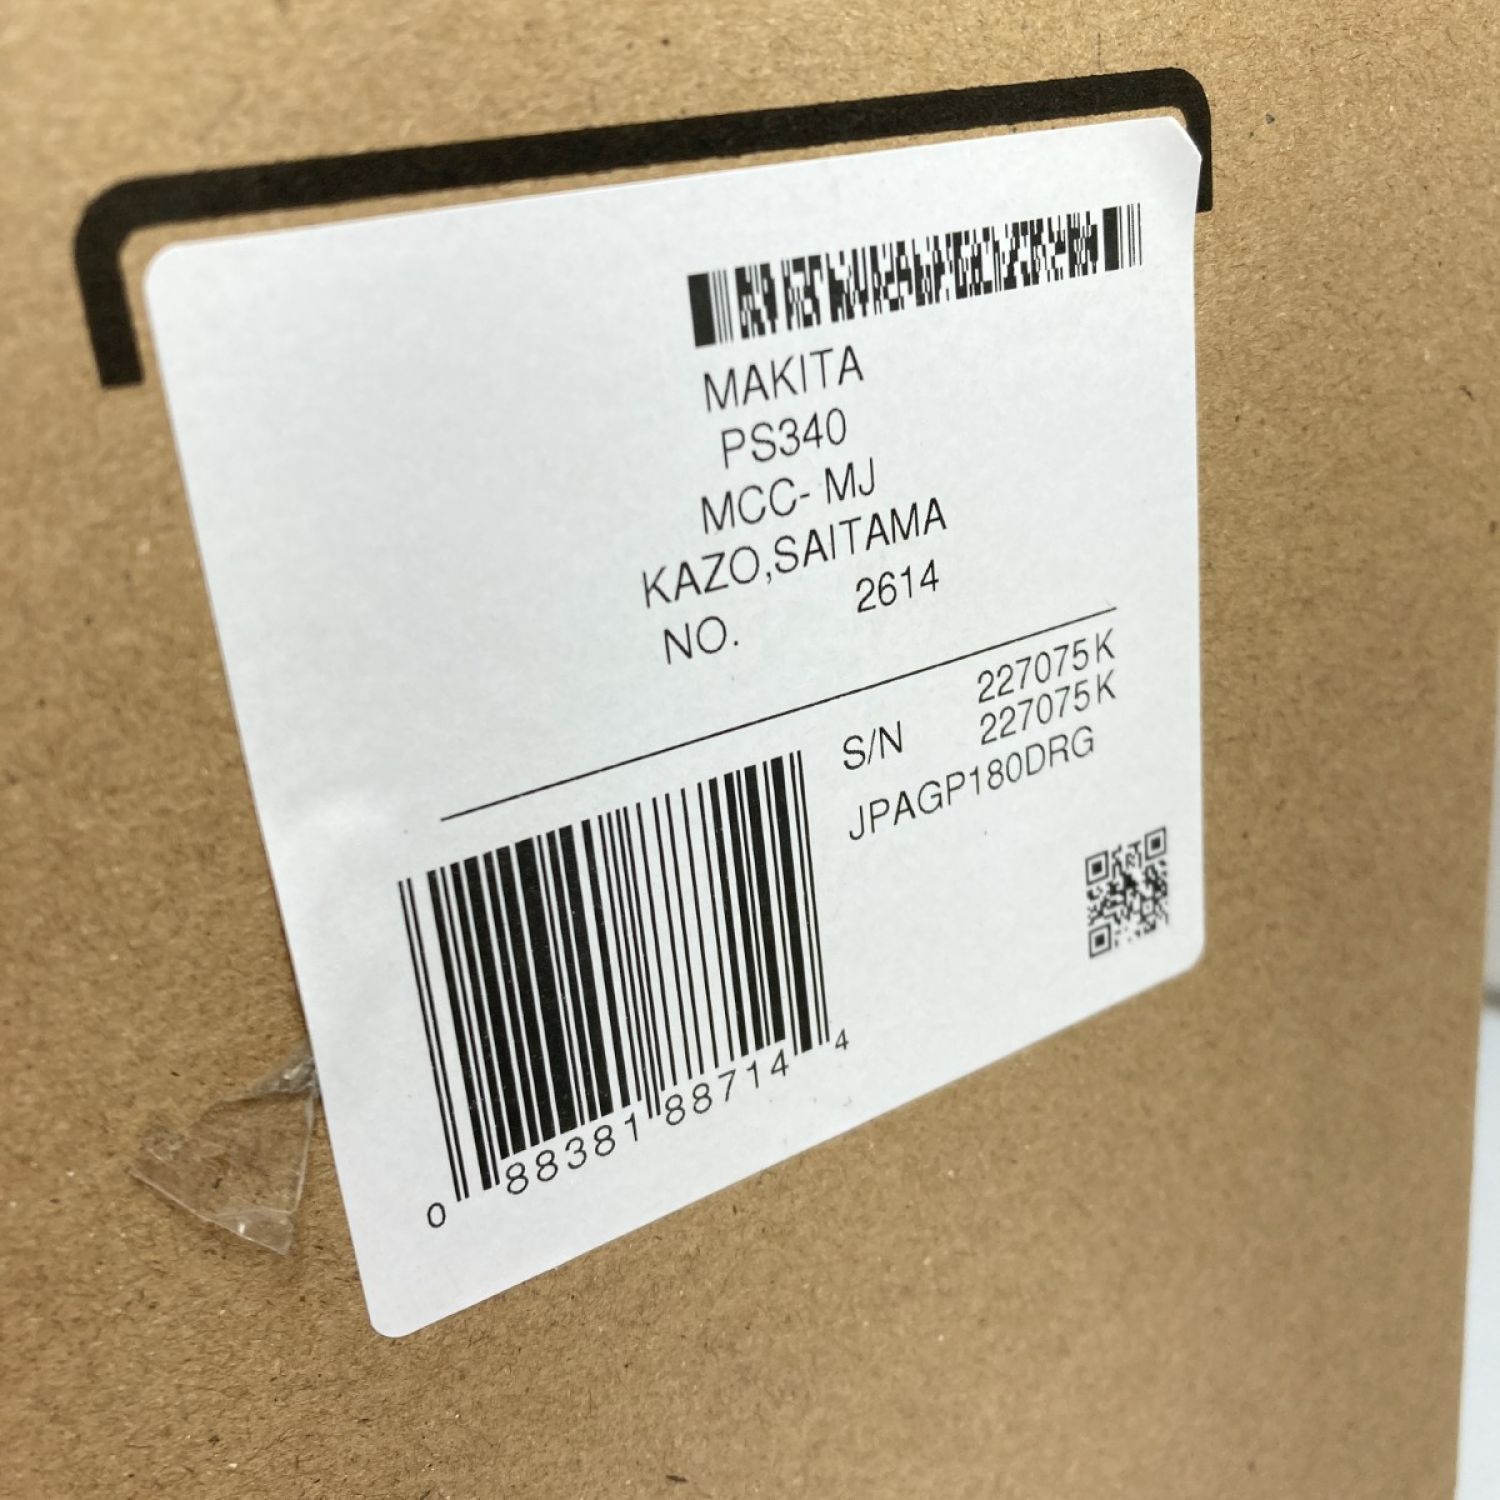 MAKITA
PS340
MCC- MJ
KAZO,SAITAMA
NO. 2614
227075K
S/N 227075K
JPAGP180DRG
0 88381 88714 4